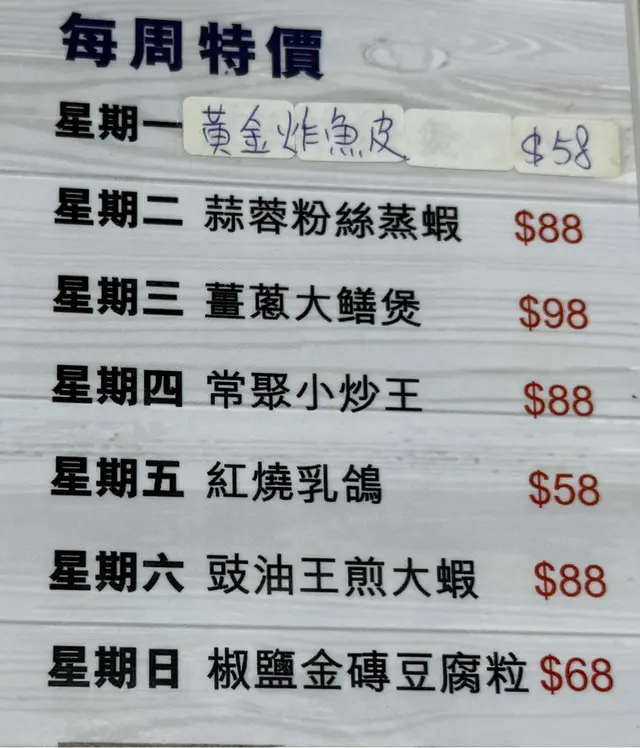 每周特價
星期一 黃金炸魚皮 $58
星期二 蒜蓉粉絲蒸蝦 $88
星期三 薑蔥大鱔煲 $98
星期四 常聚小炒王 $88
星期五 紅燒乳鴿 $58
星期六 豉油王煎大蝦 $88
星期日 椒鹽金磚豆腐粒 $68